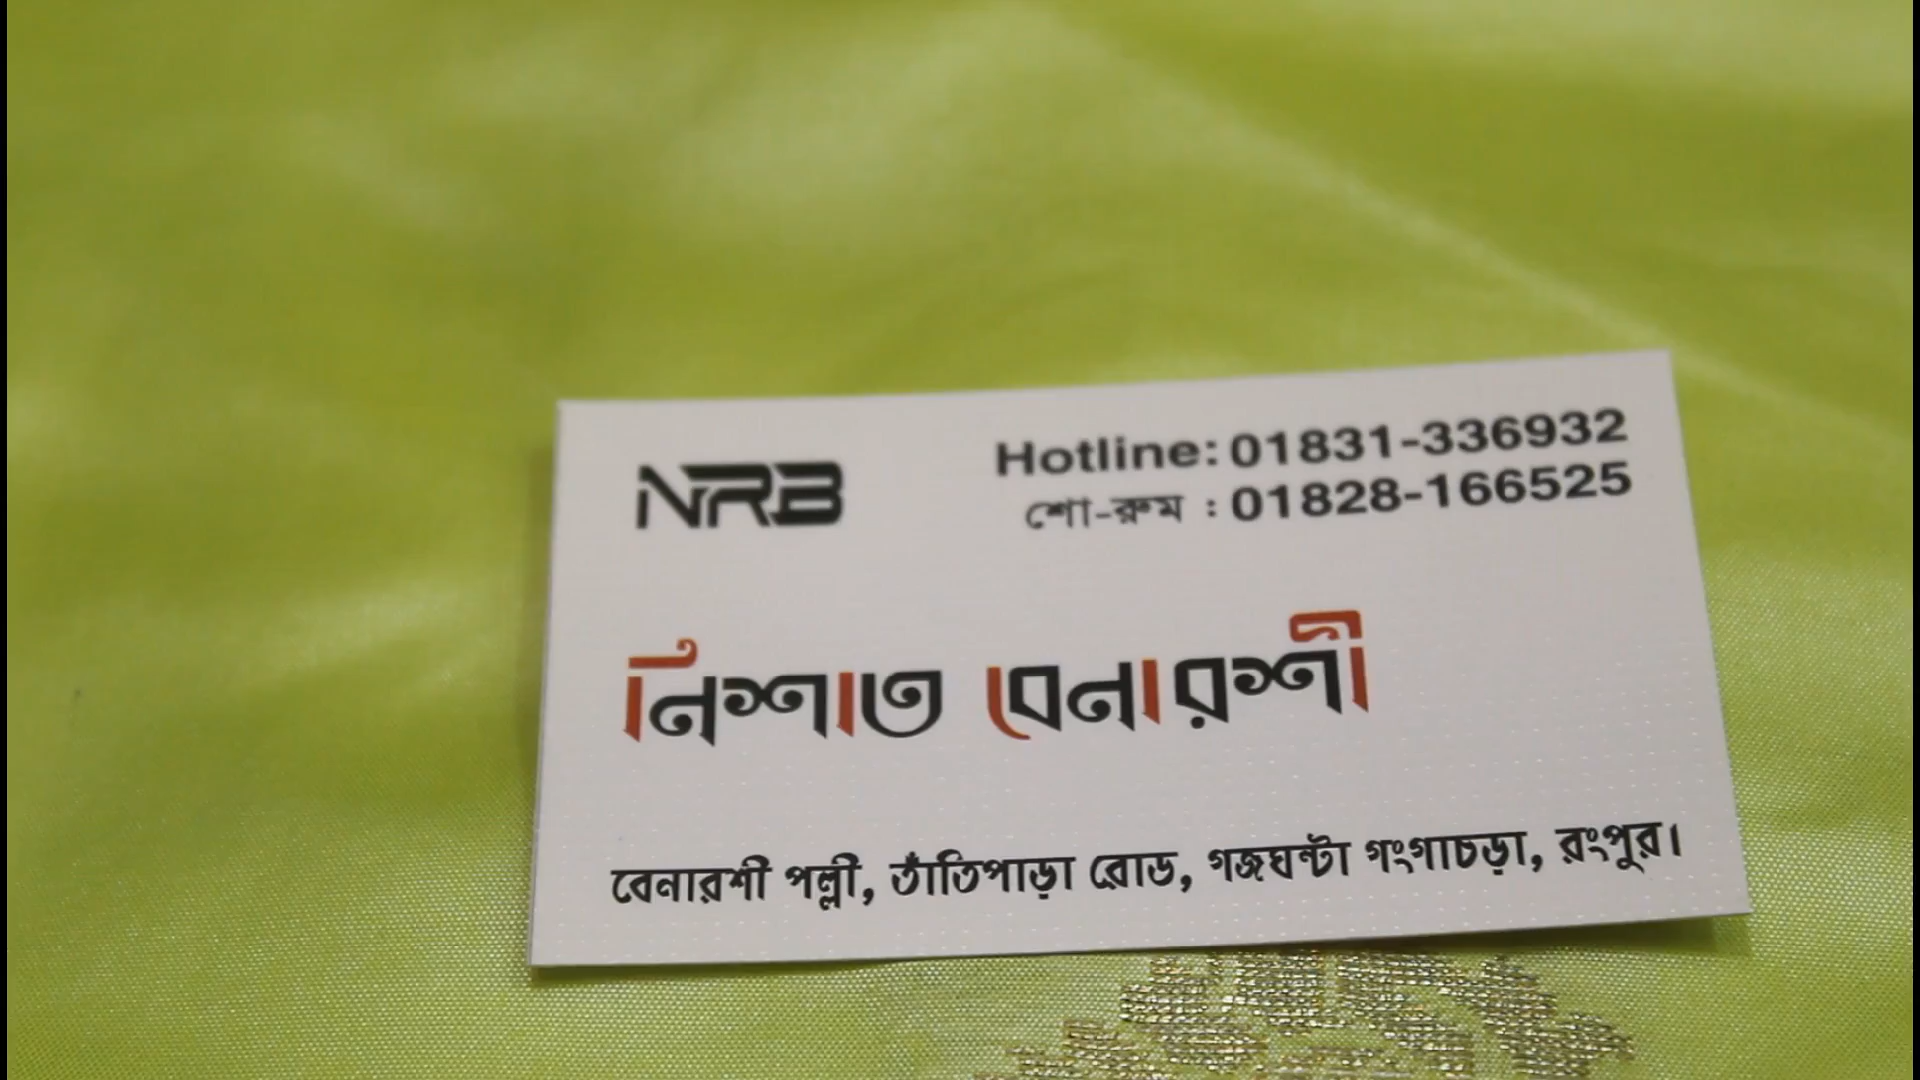 NRB
Hotline: 01831-336932
শো-রুম : 01828-166525
নিশাত বেনারশী
বেনারশী পল্লী, তাঁতিপাড়া রোড, গজঘন্টা গংগাচড়া, রংপুর।